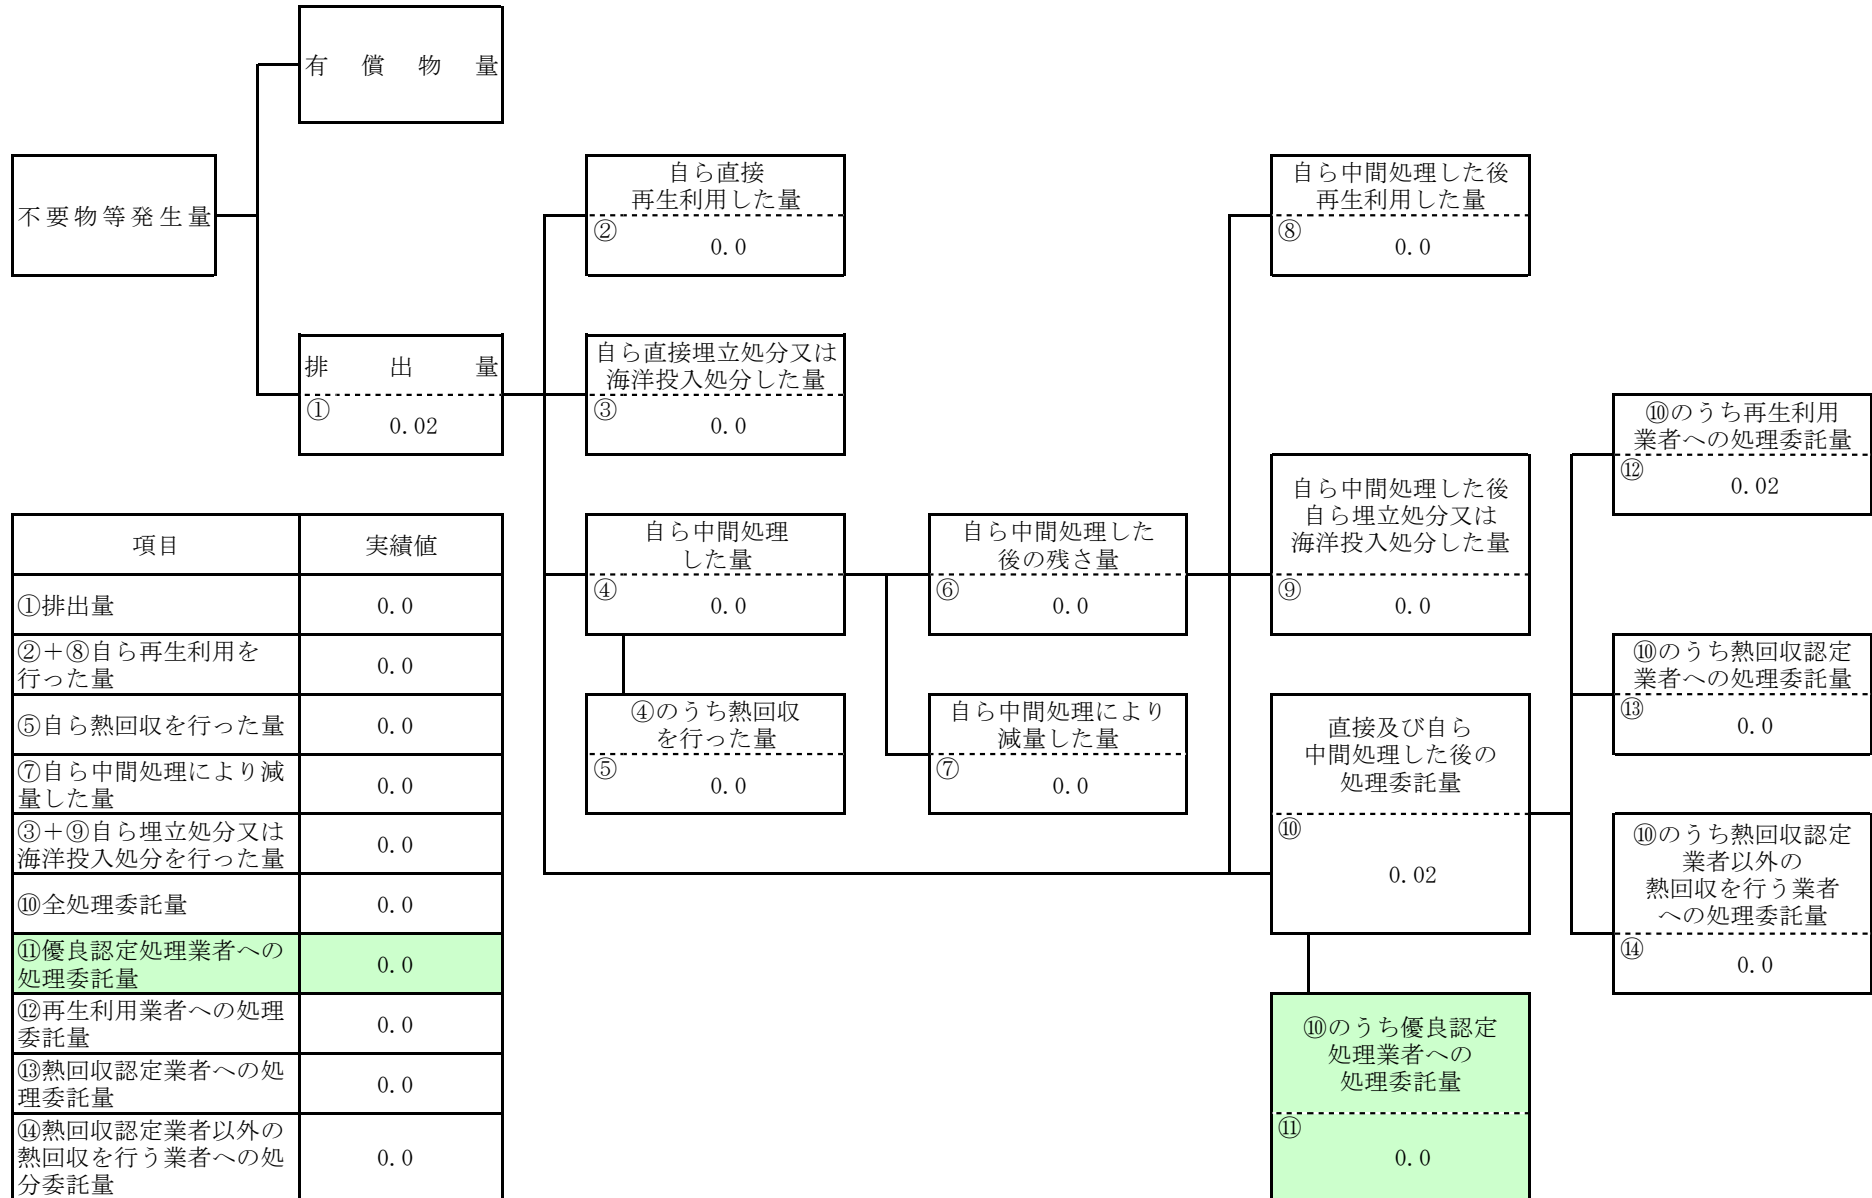 有償物量
不要物等発生量
排出量
①
0.02
自ら直接
再生利用した量
②
0.0
自ら直接埋立処分又は
海洋投入処分した量
③
0.0
自ら中間処理
した量
④
0.0
④のうち熱回収
を行った量
⑤
0.0
自ら中間処理した
後の残さ量
⑥
0.0
自ら中間処理により
減量した量
⑦
0.0
自ら中間処理した後
再生利用した量
⑧
0.0
自ら中間処理した後
自ら埋立処分又は
海洋投入処分した量
⑨
0.0
直接及び自ら
中間処理した後の
処理委託量
⑩
0.02
⑩のうち優良認定
処理業者への
処理委託量
⑪
0.0
⑩のうち再生利用
業者への処理委託量
⑫
0.02
⑩のうち熱回収認定
業者への処理委託量
⑬
0.0
⑩のうち熱回収認定
業者以外の
熱回収を行う業者
への処理委託量
⑭
0.0
項目 実績値
①排出量 0.0
②＋⑧自ら再生利用を
行った量 0.0
⑤自ら熱回収を行った量 0.0
⑦自ら中間処理により減
量した量 0.0
③＋⑨自ら埋立処分又は
海洋投入処分を行った量 0.0
⑩全処理委託量 0.0
⑪優良認定処理業者への
処理委託量 0.0
⑫再生利用業者への処理
委託量 0.0
⑬熱回収認定業者への処
理委託量 0.0
⑭熱回収認定業者以外の
熱回収を行う業者への処
分委託量 0.0